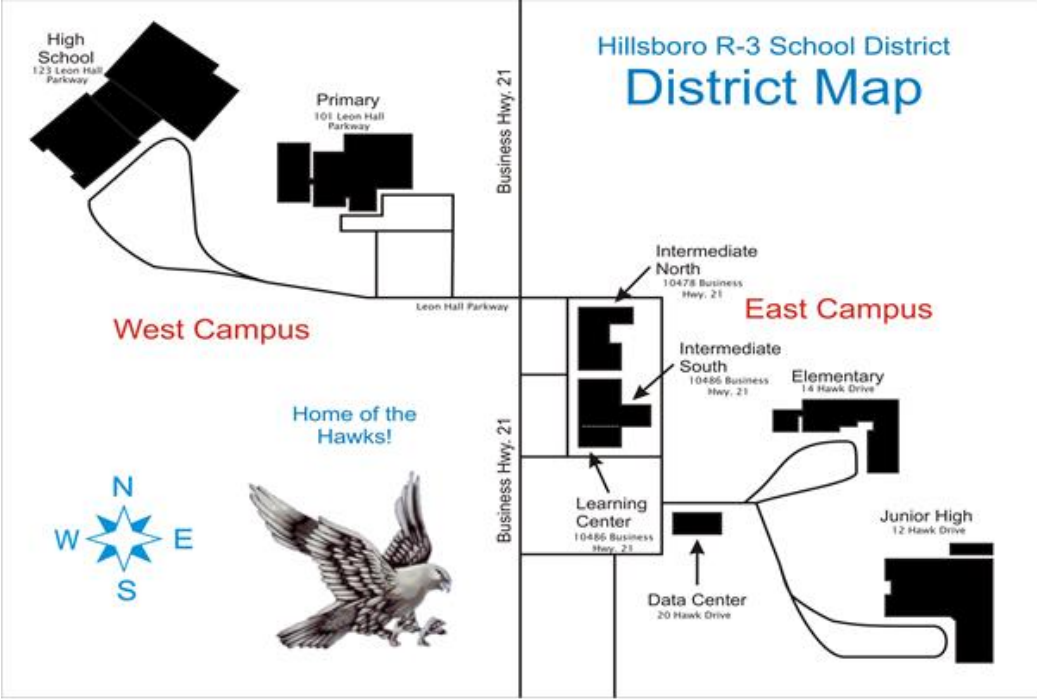 Hillsboro R-3 School District
District Map
High
School
123 Leon Hall
Parkway
Primary
101 Leon Hall
Parkway
Business Hwy. 21
Leon Hall Parkway
West Campus
Intermediate
North
10478 Business
Hwy. 21
East Campus
Intermediate
South
10486 Business
Hwy. 21
Elementary
14 Hawk Drive
Home of the
Hawks!
Business Hwy. 21
N
W
E
S
Learning
Center
10486 Business
Hwy. 21
Junior High
12 Hawk Drive
Data Center
20 Hawk Drive